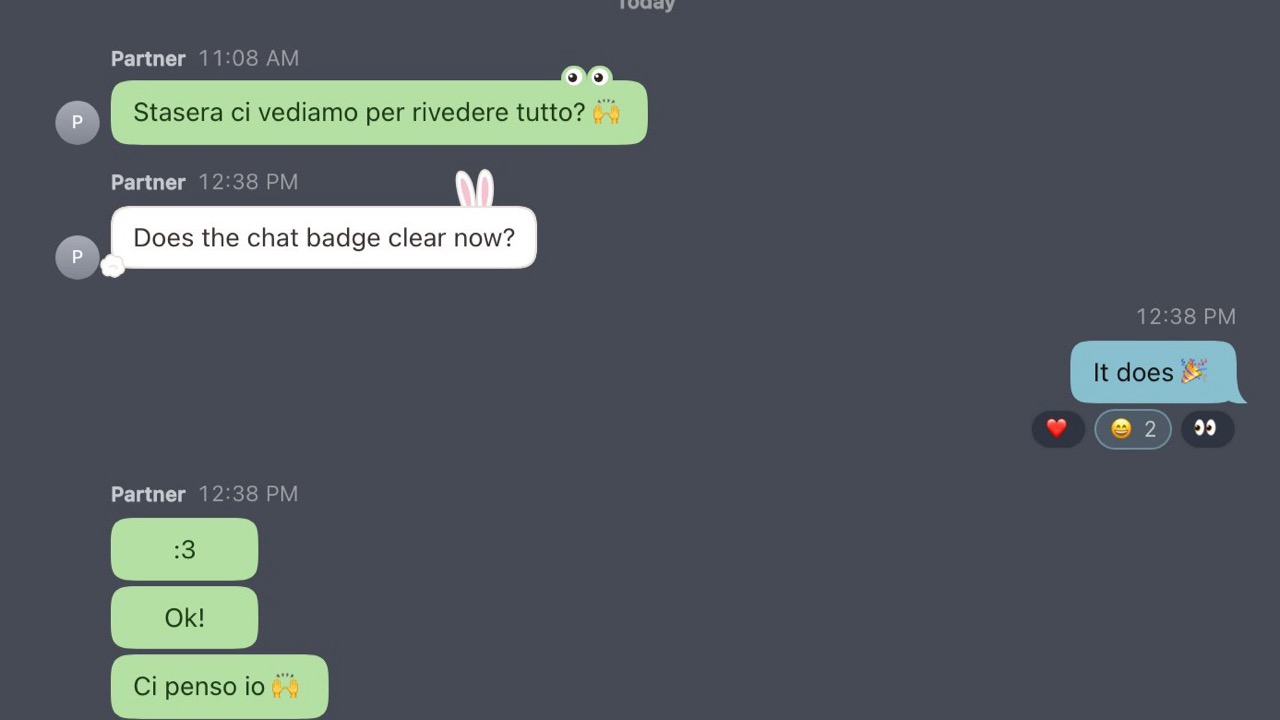 Today
Partner 11:08 AM
Stasera ci vediamo per rivedere tutto? 🙌
P
Partner 12:38 PM
Does the chat badge clear now?
P
12:38 PM
It does 🎉
❤️ 😄 2 👀
Partner 12:38 PM
:3
Ok!
Ci penso io 🙌